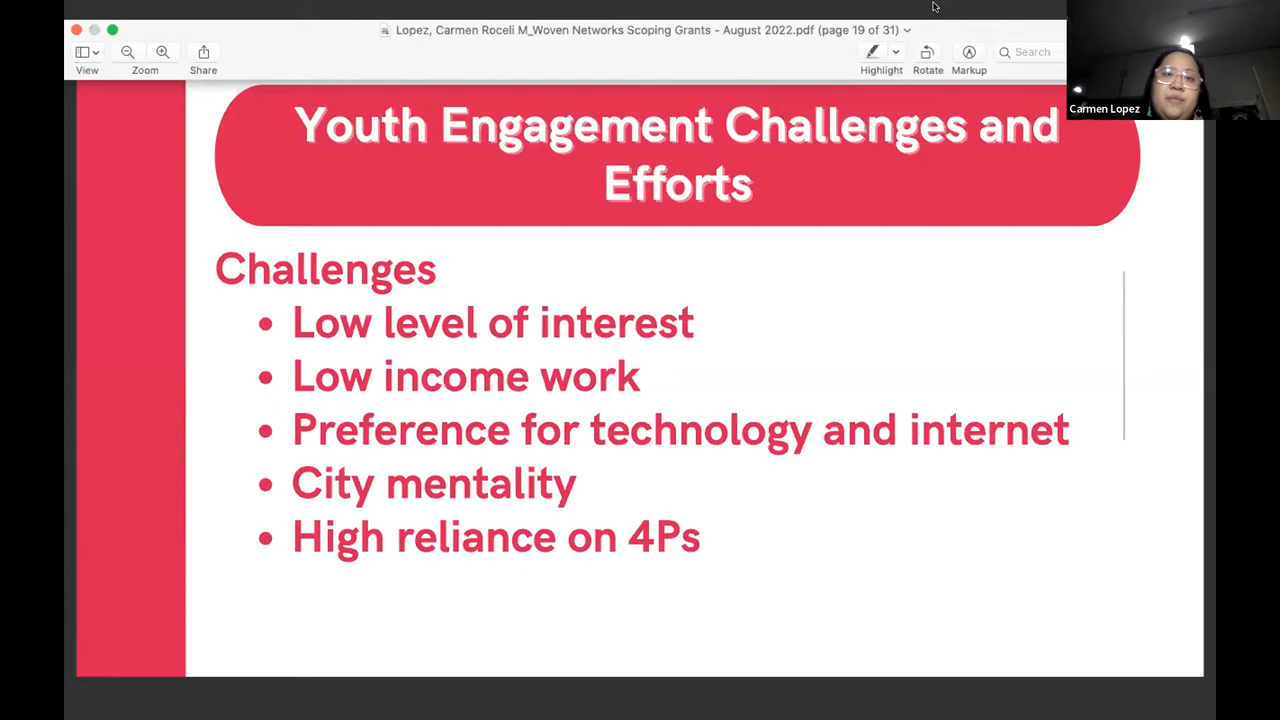 Lopez, Carmen Roceli M_Woven Networks Scoping Grants - August 2022.pdf (page 19 of 31)
View
Zoom
Share
Highlight
Rotate
Markup
Search
Carmen Lopez
Youth Engagement Challenges and
Efforts
Challenges
• Low level of interest
• Low income work
• Preference for technology and internet
• City mentality
• High reliance on 4Ps